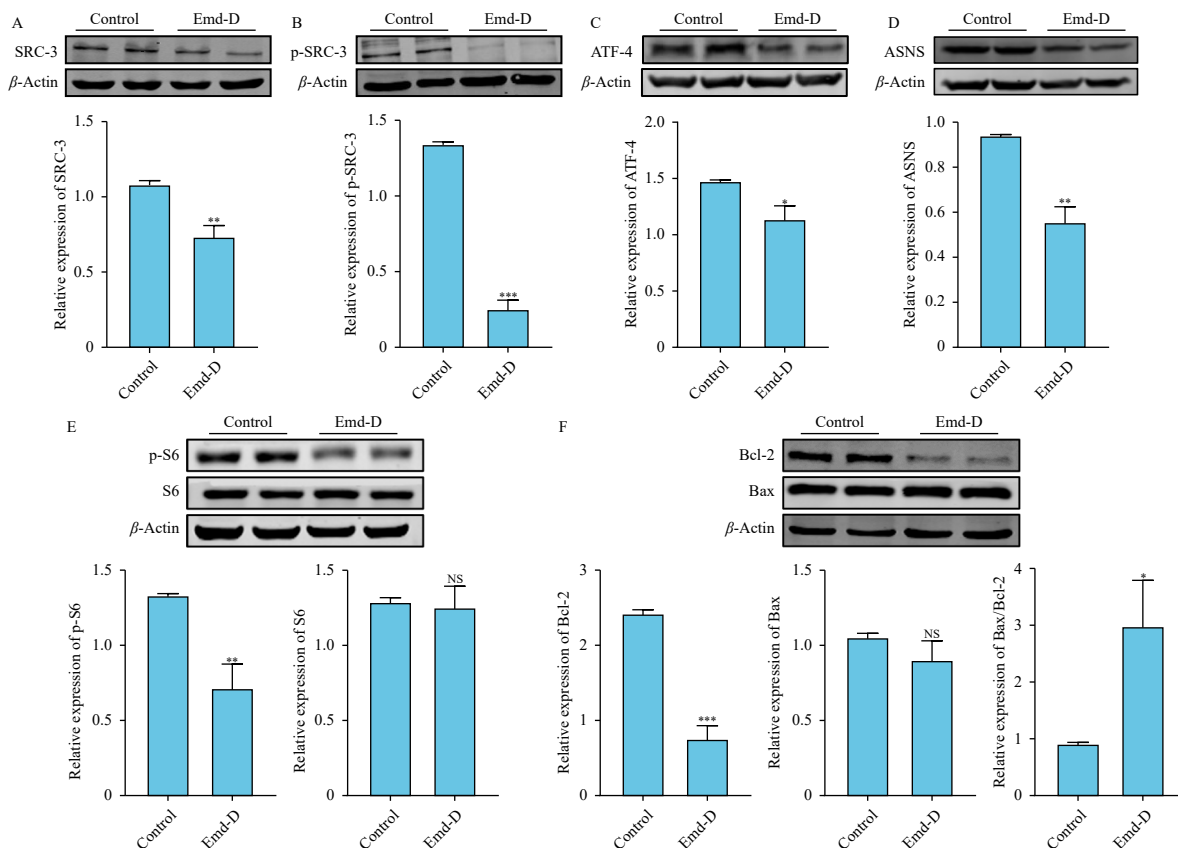 A
Control Emd-D
SRC-3
β-Actin
Relative expression of SRC-3
1.5
1.0
0.5
0
**
Control Emd-D
B
Control Emd-D
p-SRC-3
β-Actin
Relative expression of p-SRC-3
1.5
1.0
0.5
0
***
Control Emd-D
C
Control Emd-D
ATF-4
β-Actin
Relative expression of ATF-4
2.0
1.5
1.0
1.5
0
*
Control Emd-D
D
Control Emd-D
ASNS
β-Actin
Relative expression of ASNS
1.0
0.8
0.6
0.4
0.2
0
**
Control Emd-D
E
Control Emd-D
p-S6
S6
β-Actin
Relative expression of p-S6
1.5
1.0
0.5
0
**
Control Emd-D
Relative expression of S6
1.5
1.0
0.5
0
NS
Control Emd-D
F
Control Emd-D
Bcl-2
Bax
β-Actin
Relative expression of Bcl-2
3
2
1
0
***
Control Emd-D
Relative expression of Bax
1.5
1.0
0.5
0
NS
Control Emd-D
Relative expression of Bax/Bcl-2
4
3
2
1
0
*
Control Emd-D